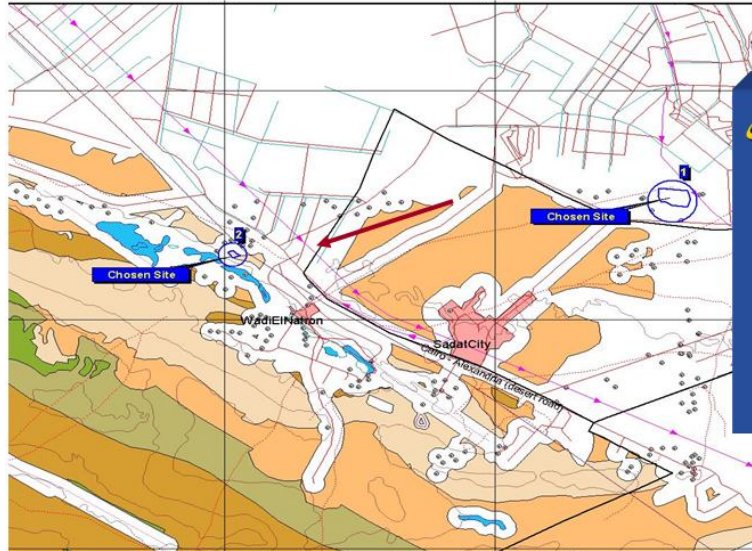 1
Chosen Site
2
Chosen Site
WadiElNatron
SadatCity
Cairo - Alexandria (desert road)